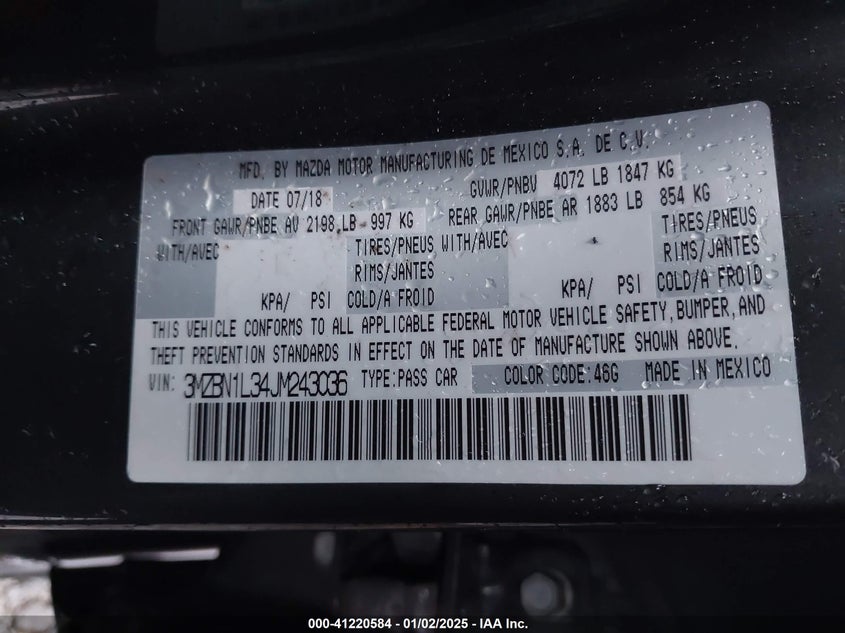 MFD. BY MAZDA MOTOR MANUFACTURING DE MEXICO S.A. DE C.V.
DATE 07/18 GVWR/PNBV 4072 LB 1847 KG
FRONT GAWR/PNBE AV 2198 LB 997 KG REAR GAWR/PNBE AR 1883 LB 854 KG
WITH/AVEC TIRES/PNEUS WITH/AVEC TIRES/PNEUS
RIMS/JANTES RIMS/JANTES
KPA/ PSI COLD/A FROID KPA/ PSI COLD/A FROID
THIS VEHICLE CONFORMS TO ALL APPLICABLE FEDERAL MOTOR VEHICLE SAFETY, BUMPER, AND
THEFT PREVENTION STANDARDS IN EFFECT ON THE DATE OF MANUFACTURE SHOWN ABOVE.
VIN: 3MZBN1L34JM243036 TYPE:PASS CAR COLOR CODE:46G MADE IN MEXICO
000-41220584 - 01/02/2025 - IAA Inc.